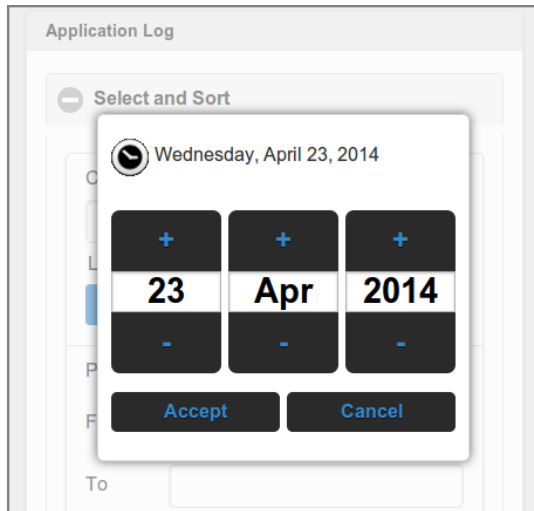 Application Log
Select and Sort
Wednesday, April 23, 2014
C
+ + +
L
23 Apr 2014
- - -
P
Accept Cancel
F
To